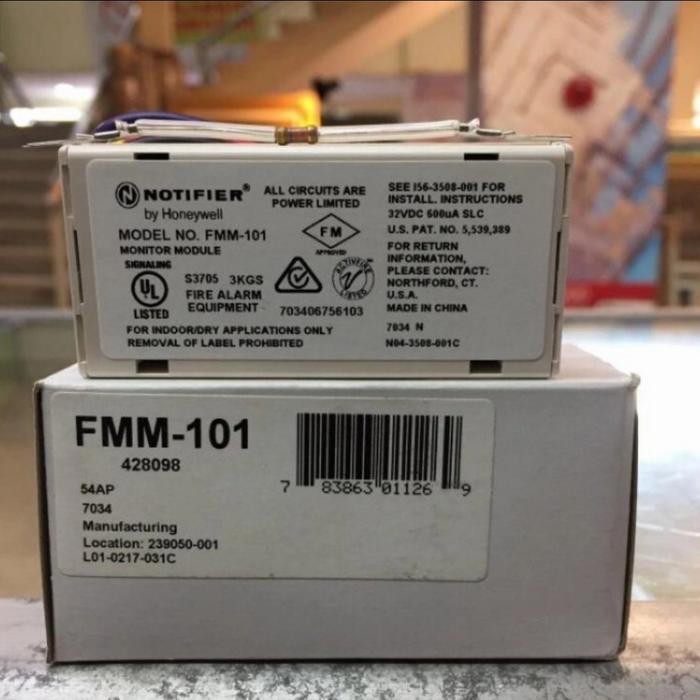 NOTIFIER®
by Honeywell
MODEL NO. FMM-101
MONITOR MODULE
SIGNALING
UL
LISTED
S3705 3KGS
FIRE ALARM
EQUIPMENT
FOR INDOOR/DRY APPLICATIONS ONLY
REMOVAL OF LABEL PROHIBITED
ALL CIRCUITS ARE
POWER LIMITED
FM
APPROVED
ACTIVFIRE
LISTED
703406756103
SEE I56-3508-001 FOR
INSTALL. INSTRUCTIONS
32VDC 600uA SLC
U.S. PAT. NO. 5,539,389
FOR RETURN
INFORMATION,
PLEASE CONTACT:
NORTHFORD, CT.
U.S.A.
MADE IN CHINA
7034 N
N04-3508-001C
FMM-101
428098
54AP
7034
Manufacturing
Location: 239050-001
L01-0217-031C
7 83863 01126 9